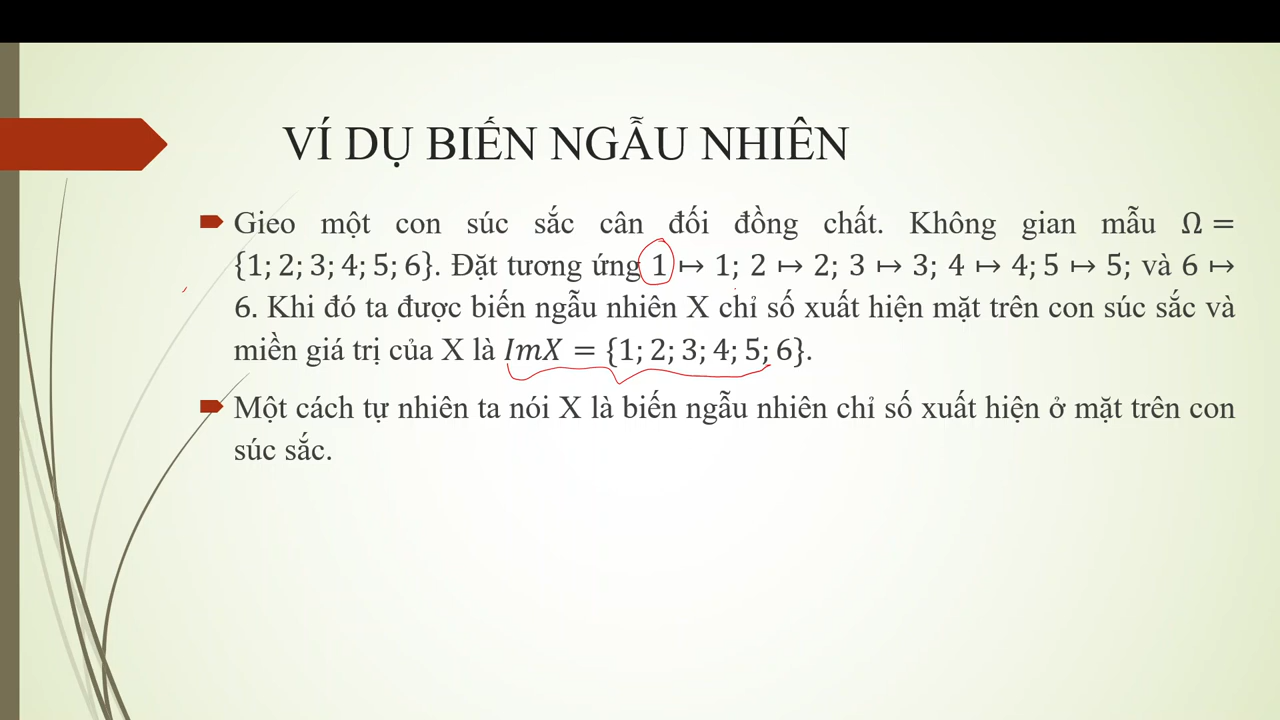 VÍ DỤ BIẾN NGẪU NHIÊN
Gieo một con súc sắc cân đối đồng chất. Không gian mẫu Ω =
{1; 2; 3; 4; 5; 6}. Đặt tương ứng 1 ↦ 1; 2 ↦ 2; 3 ↦ 3; 4 ↦ 4; 5 ↦ 5; và 6 ↦
6. Khi đó ta được biến ngẫu nhiên X chỉ số xuất hiện mặt trên con súc sắc và
miền giá trị của X là ImX = {1; 2; 3; 4; 5; 6}.
Một cách tự nhiên ta nói X là biến ngẫu nhiên chỉ số xuất hiện ở mặt trên con
súc sắc.